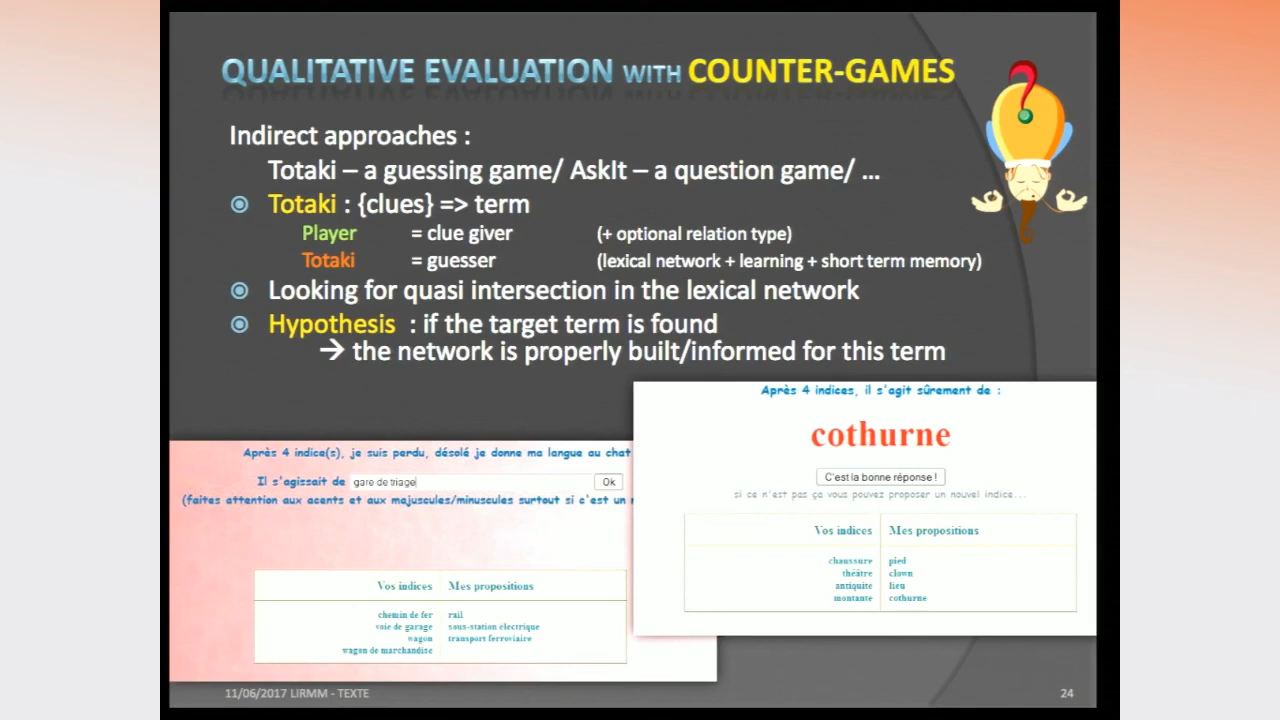 QUALITATIVE EVALUATION WITH COUNTER-GAMES
Indirect approaches :
Totaki – a guessing game/ AskIt – a question game/ ...
Totaki : {clues} => term
Player = clue giver (+ optional relation type)
Totaki = guesser (lexical network + learning + short term memory)
Looking for quasi intersection in the lexical network
Hypothesis : if the target term is found
→ the network is properly built/informed for this term
Après 4 indice(s), je suis perdu, désolé je donne ma langue au chat
Il s'agissait de gare de triage Ok
(faites attention aux acents et aux majuscules/minuscules surtout si c'est un
Vos indices Mes propositions
chemin de fer rail
voie de garage sous-station electrique
wagon transport ferroviaire
wagon de marchandise
Après 4 indices, il s'agit sûrement de :
cothurne
C'est la bonne réponse !
si ce n'est pas ça vous pouvez proposer un nouvel indice...
Vos indices Mes propositions
chaussure pied
théâtre clown
antiquite lieu
montante cothurne
11/06/2017 LIRMM - TEXTE
24